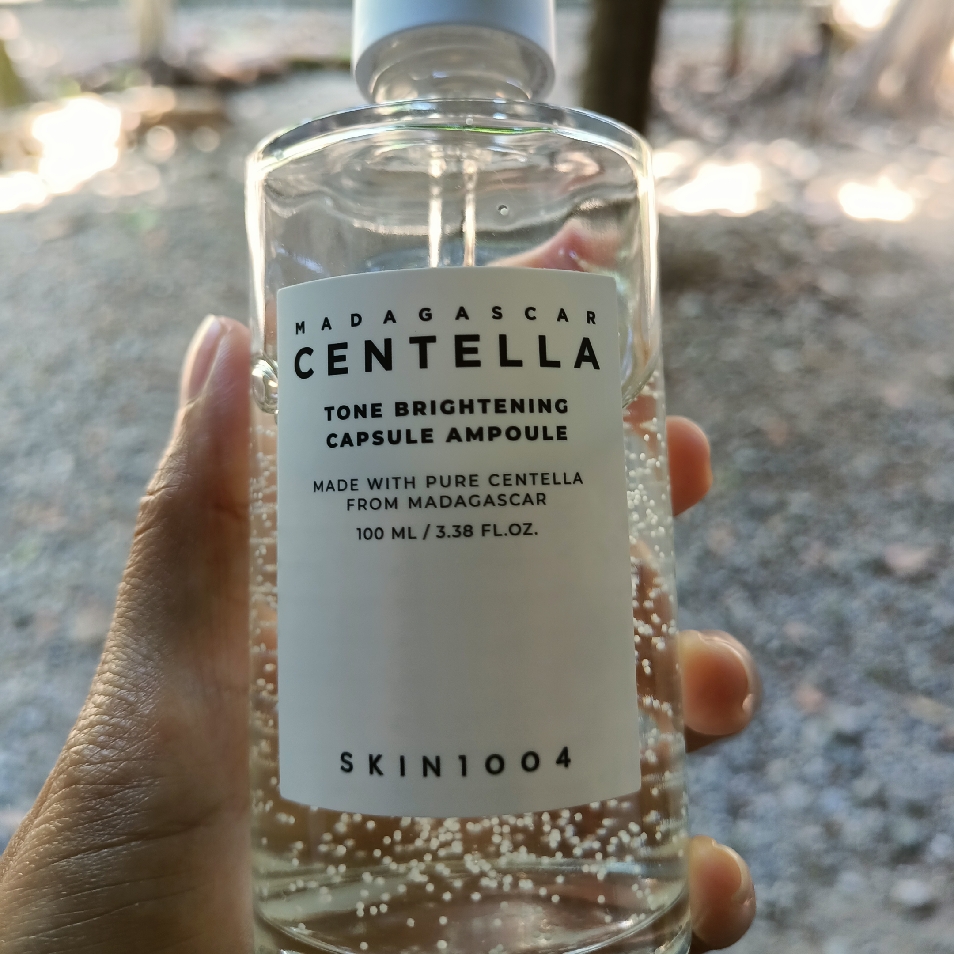 MADAGASCAR
CENTELLA
TONE BRIGHTENING
CAPSULE AMPOULE
MADE WITH PURE CENTELLA
FROM MADAGASCAR
100 ML / 3.38 FL.OZ.
SKIN1004